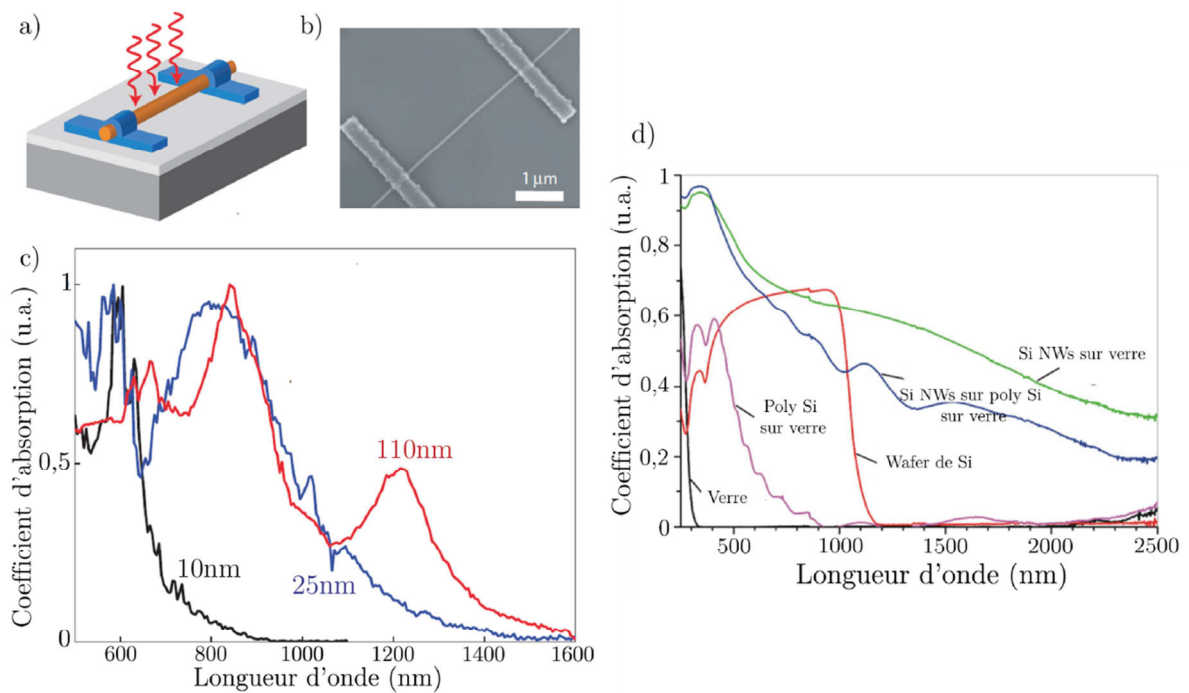 a)
b)
1 μm
c)
Coefficient d'absorption (u.a.)
1
0,5
0
110nm
10nm
25nm
600 800 1000 1200 1400 1600
Longueur d'onde (nm)
d)
Coefficient d'absorption (u.a.)
1
0,8
0,6
0,4
0,2
0
Si NWs sur verre
Si NWs sur poly Si
sur verre
Poly Si
sur verre
Wafer de Si
Verre
500 1000 1500 2000 2500
Longueur d'onde (nm)